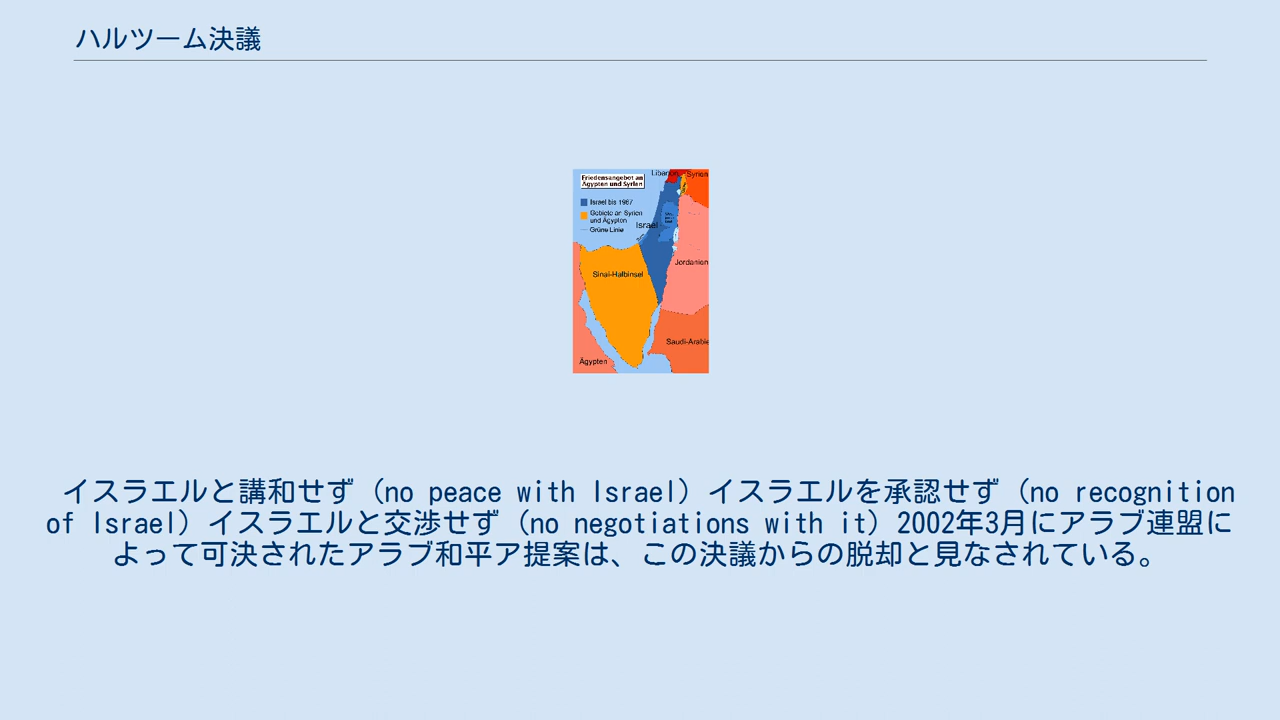 ハルツーム決議
Friedensangebot an
Ägypten und Syrien
Israel bis 1967
Gebiete an Syrien
und Ägypten
Grüne Linie
Libanon
Syrien
Israel
Jordanien
Sinai-Halbinsel
Saudi-Arabie
Ägypten
イスラエルと講和せず（no peace with Israel）イスラエルを承認せず（no recognition
of Israel）イスラエルと交渉せず（no negotiations with it）2002年3月にアラブ連盟に
よって可決されたアラブ和平ア提案は、この決議からの脱却と見なされている。